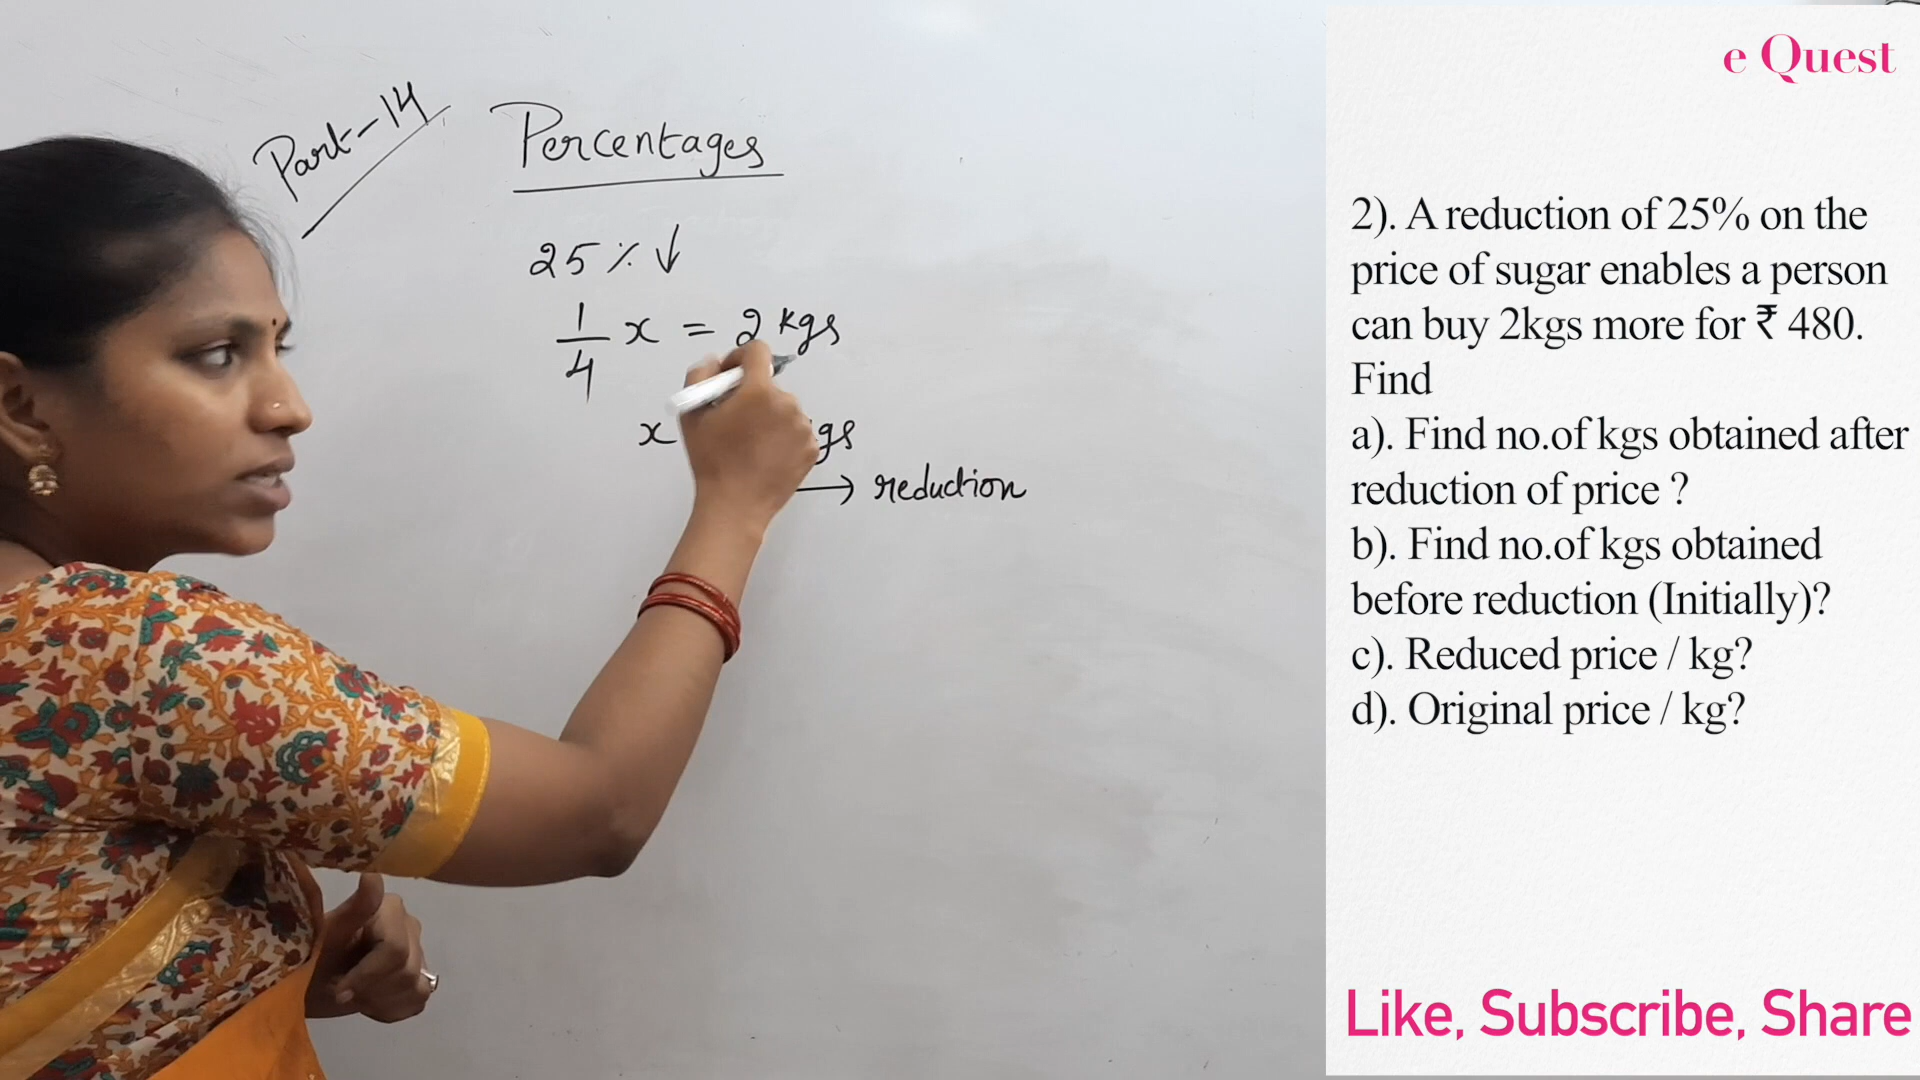 Part-14
Percentages
25%↓
1/4 x = 2 kgs
x gs
→ reduction
e Quest
2). A reduction of 25% on the
price of sugar enables a person
can buy 2kgs more for ₹ 480.
Find
a). Find no.of kgs obtained after
reduction of price ?
b). Find no.of kgs obtained
before reduction (Initially)?
c). Reduced price / kg?
d). Original price / kg?
Like, Subscribe, Share